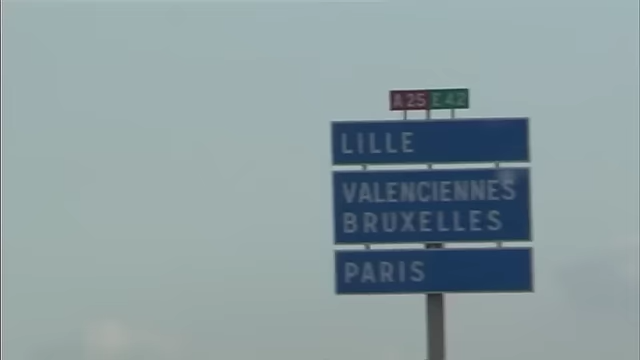 A25 E42
LILLE
VALENCIENNES
BRUXELLES
PARIS